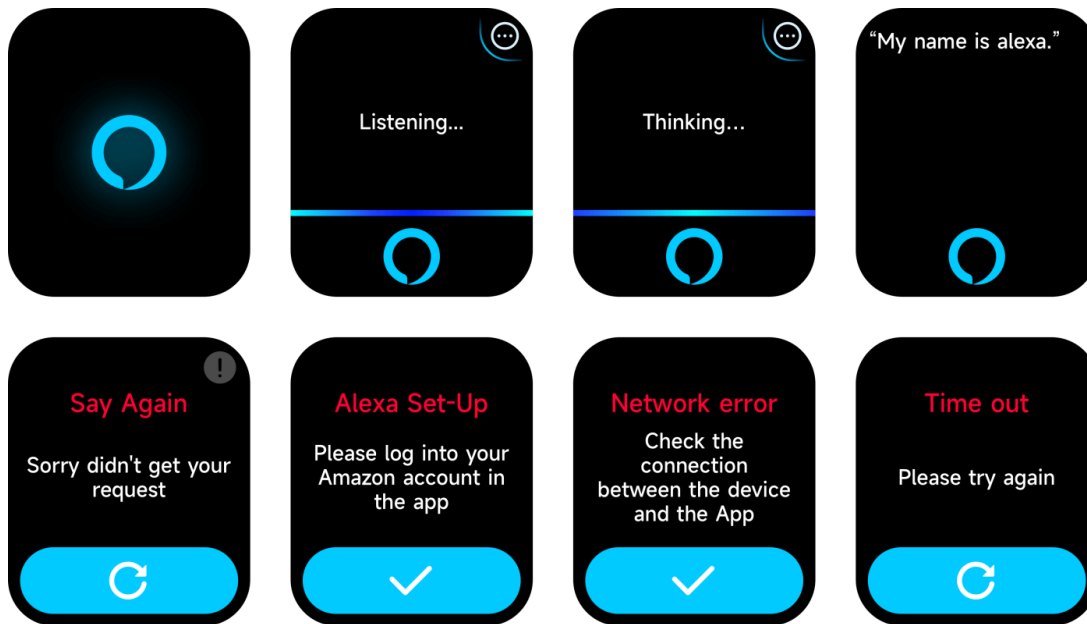 Listening...
Thinking...
“My name is alexa.”
Say Again
Sorry didn't get your
request
Alexa Set-Up
Please log into your
Amazon account in
the app
Network error
Check the
connection
between the device
and the App
Time out
Please try again